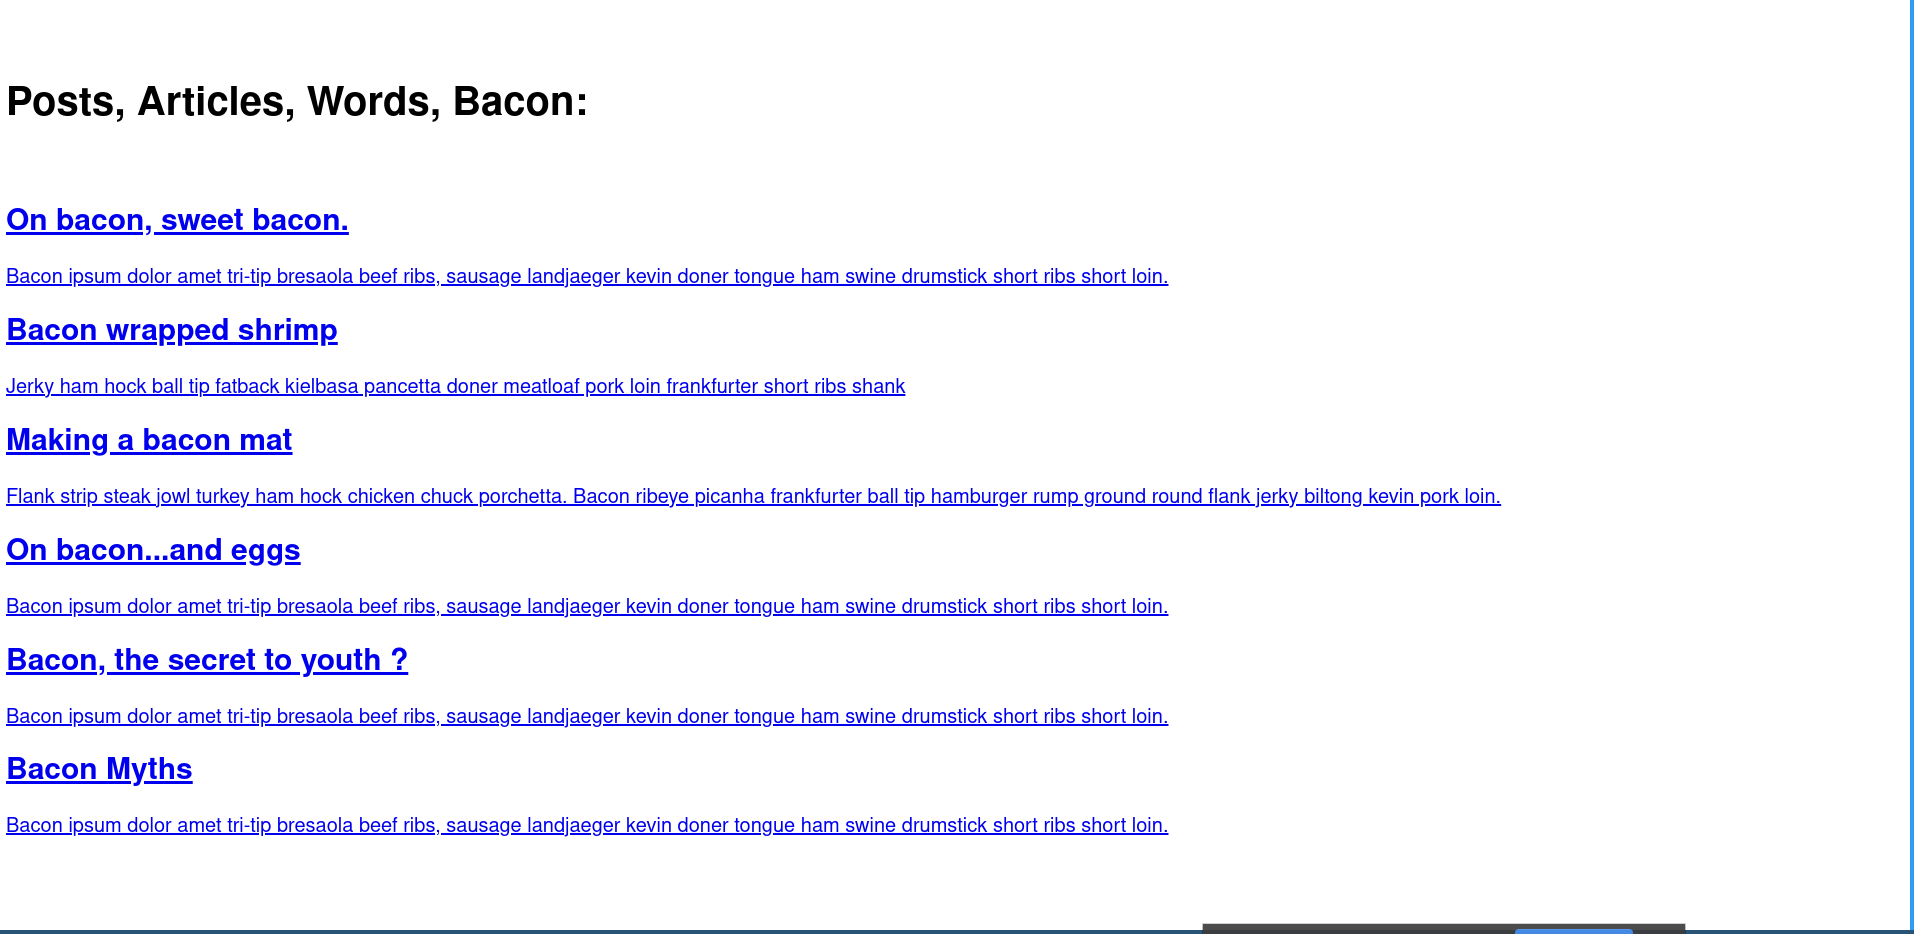 Posts, Articles, Words, Bacon:
On bacon, sweet bacon.
Bacon ipsum dolor amet tri-tip bresaola beef ribs, sausage landjaeger kevin doner tongue ham swine drumstick short ribs short loin.
Bacon wrapped shrimp
Jerky ham hock ball tip fatback kielbasa pancetta doner meatloaf pork loin frankfurter short ribs shank
Making a bacon mat
Flank strip steak jowl turkey ham hock chicken chuck porchetta. Bacon ribeye picanha frankfurter ball tip hamburger rump ground round flank jerky biltong kevin pork loin.
On bacon...and eggs
Bacon ipsum dolor amet tri-tip bresaola beef ribs, sausage landjaeger kevin doner tongue ham swine drumstick short ribs short loin.
Bacon, the secret to youth ?
Bacon ipsum dolor amet tri-tip bresaola beef ribs, sausage landjaeger kevin doner tongue ham swine drumstick short ribs short loin.
Bacon Myths
Bacon ipsum dolor amet tri-tip bresaola beef ribs, sausage landjaeger kevin doner tongue ham swine drumstick short ribs short loin.